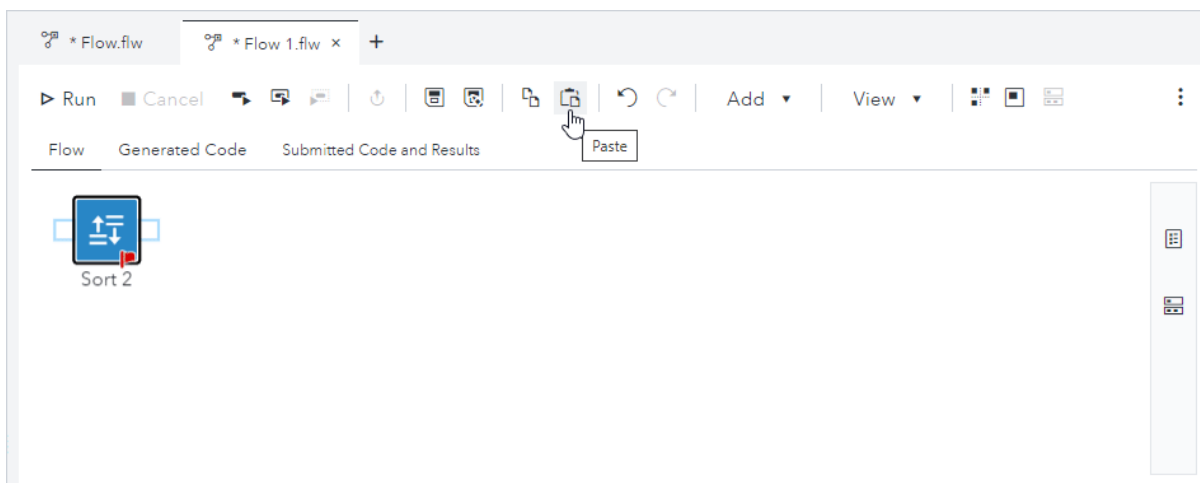 * Flow.flw * Flow 1.flw × +
Run Cancel Add View
Flow Generated Code Submitted Code and Results Paste
Sort 2